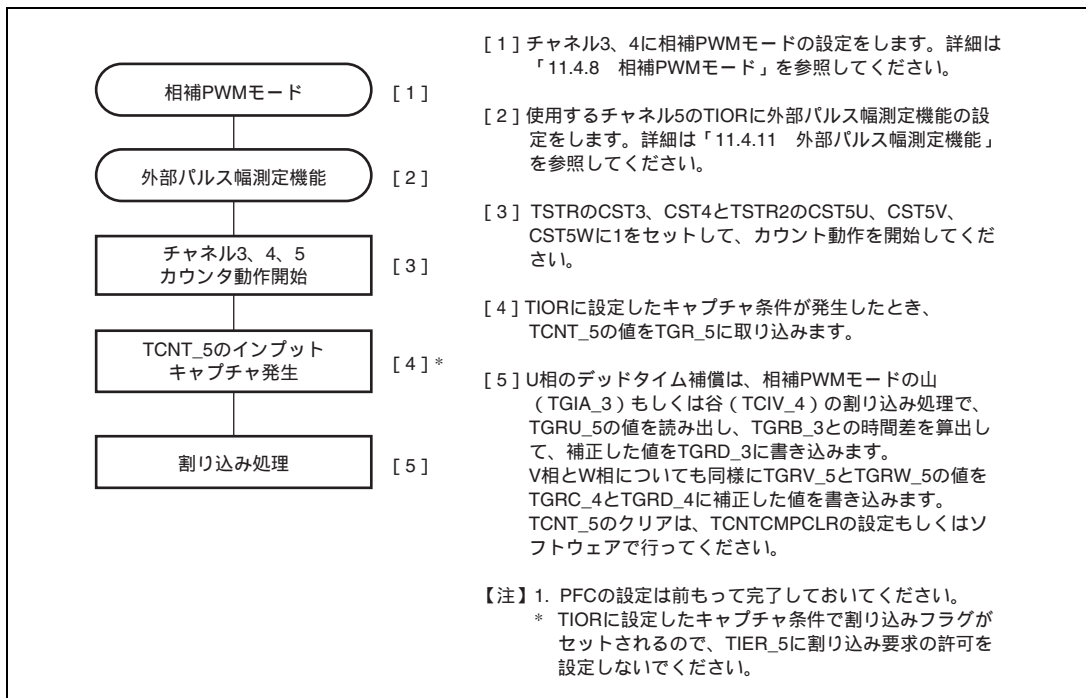 相補PWMモード
[1]
外部パルス幅測定機能
[2]
チャネル3、4、5
カウンタ動作開始
[3]
TCNT_5のインプット
キャプチャ発生
[4]*
割り込み処理
[5]
[1]チャネル3、4に相補PWMモードの設定をします。詳細は
「11.4.8 相補PWMモード」を参照してください。
[2]使用するチャネル5のTIORに外部パルス幅測定機能の設
定をします。詳細は「11.4.11 外部パルス幅測定機能」
を参照してください。
[3] TSTRのCST3、CST4とTSTR2のCST5U、CST5V、
CST5Wに1をセットして、カウント動作を開始してくだ
さい。
[4]TIORに設定したキャプチャ条件が発生したとき、
TCNT_5の値をTGR_5に取り込みます。
[5]U相のデッドタイム補償は、相補PWMモードの山
(TGIA_3)もしくは谷(TCIV_4)の割り込み処理で、
TGRU_5の値を読み出し、TGRB_3との時間差を算出し
て、補正した値をTGRD_3に書き込みます。
V相とW相についても同様にTGRV_5とTGRW_5の値を
TGRC_4とTGRD_4に補正した値を書き込みます。
TCNT_5のクリアは、TCNTCMPCLRの設定もしくはソ
フトウェアで行ってください。
【注】1. PFCの設定は前もって完了しておいてください。
* TIORに設定したキャプチャ条件で割り込みフラグが
セットされるので、TIER_5に割り込み要求の許可を
設定しないでください。